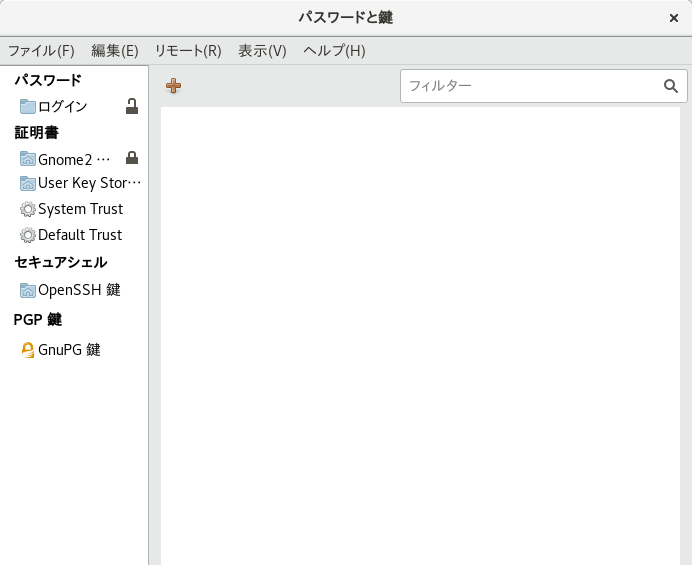 パスワードと鍵
ファイル(F) 編集(E) リモート(R) 表示(V) ヘルプ(H)
パスワード
ログイン
フィルター
証明書
Gnome2 …
User Key Stor…
System Trust
Default Trust
セキュアシェル
OpenSSH 鍵
PGP 鍵
GnuPG 鍵